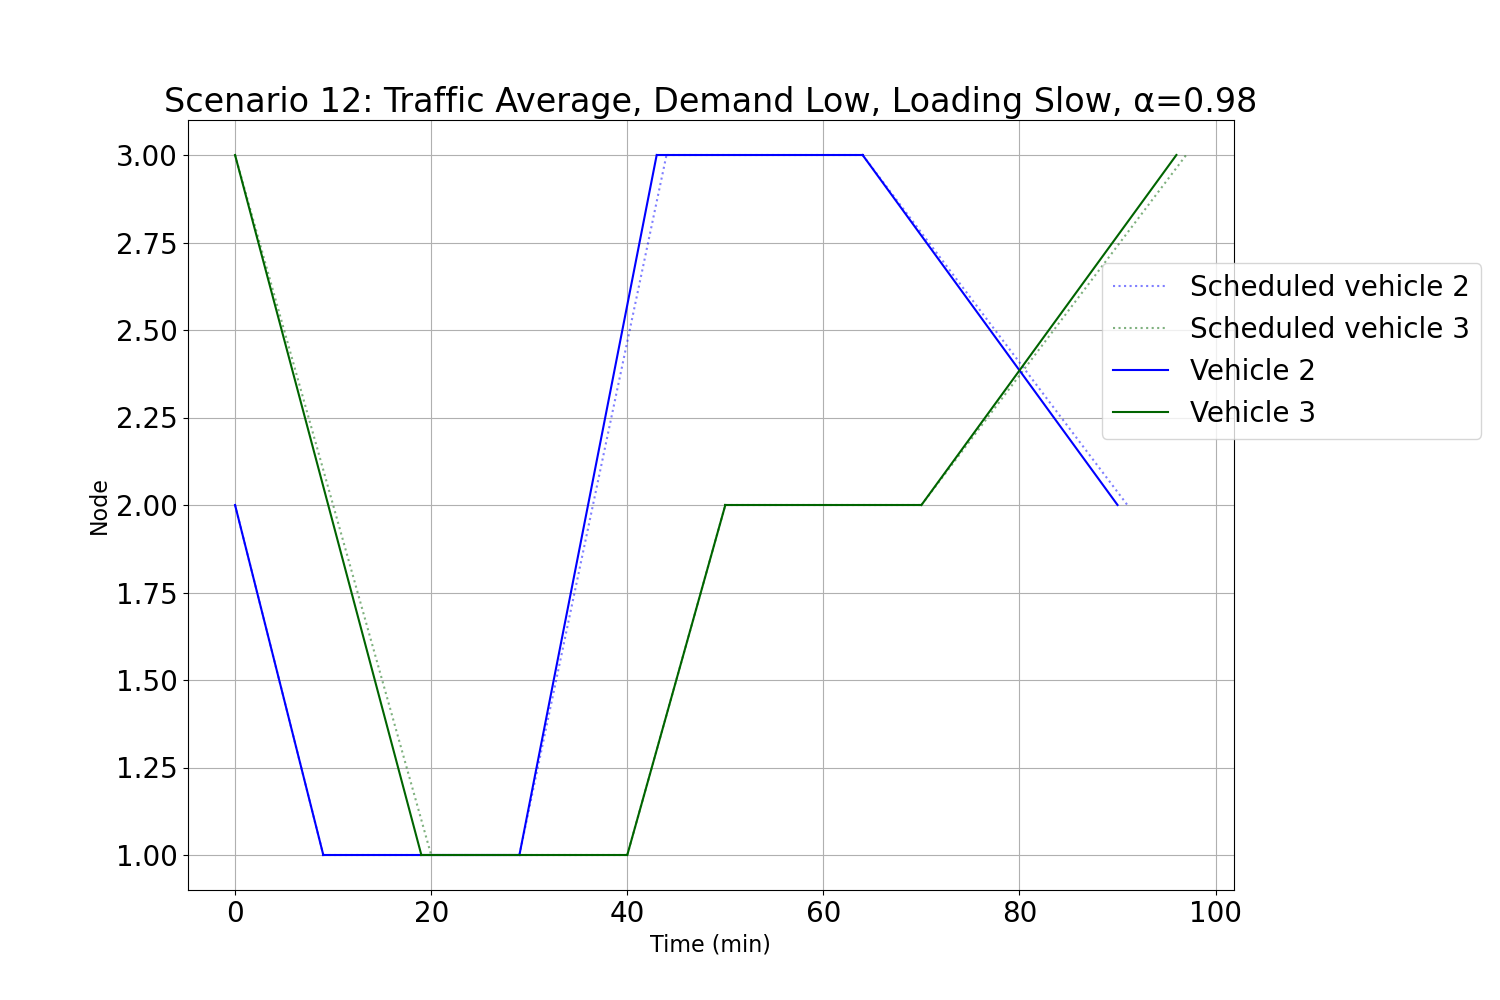 Scenario 12: Traffic Average, Demand Low, Loading Slow, α=0.98
3.00
2.75
2.50
2.25
2.00
1.75
1.50
1.25
1.00
Node
0 20 40 60 80 100
Time (min)
Scheduled vehicle 2
Scheduled vehicle 3
Vehicle 2
Vehicle 3